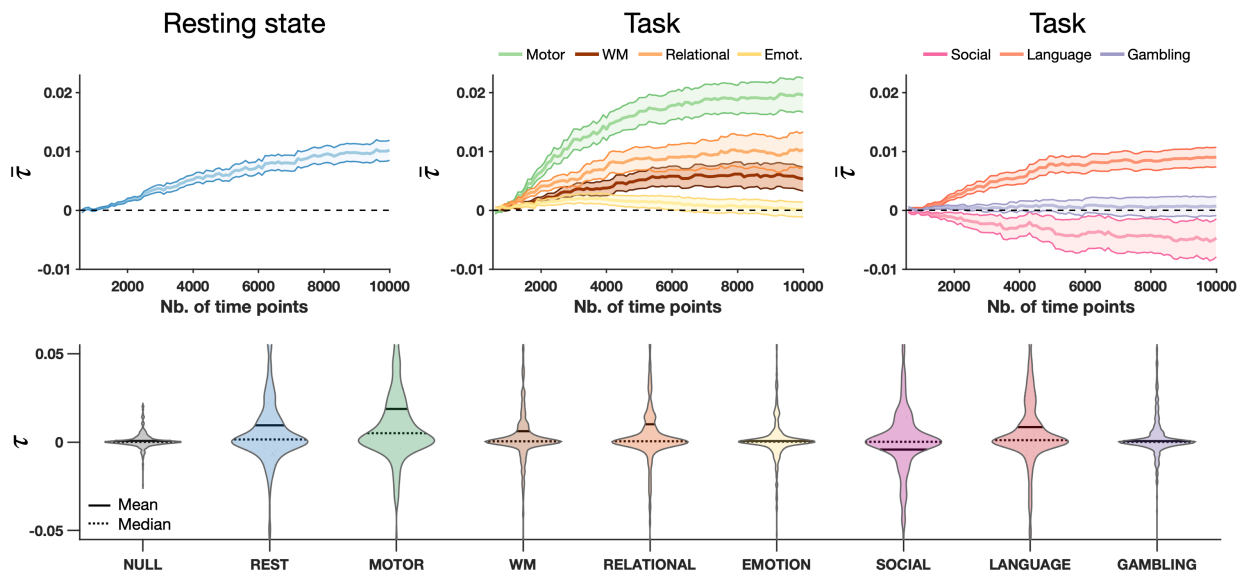 Resting state
Task
Task
Motor WM Relational Emot.
Social Language Gambling
τ̄
0.02
0.01
0
-0.01
2000 4000 6000 8000 10000
Nb. of time points
τ̄
0.02
0.01
0
-0.01
2000 4000 6000 8000 10000
Nb. of time points
τ̄
0.02
0.01
0
-0.01
2000 4000 6000 8000 10000
Nb. of time points
τ
0.05
0
-0.05
Mean
Median
NULL REST MOTOR WM RELATIONAL EMOTION SOCIAL LANGUAGE GAMBLING